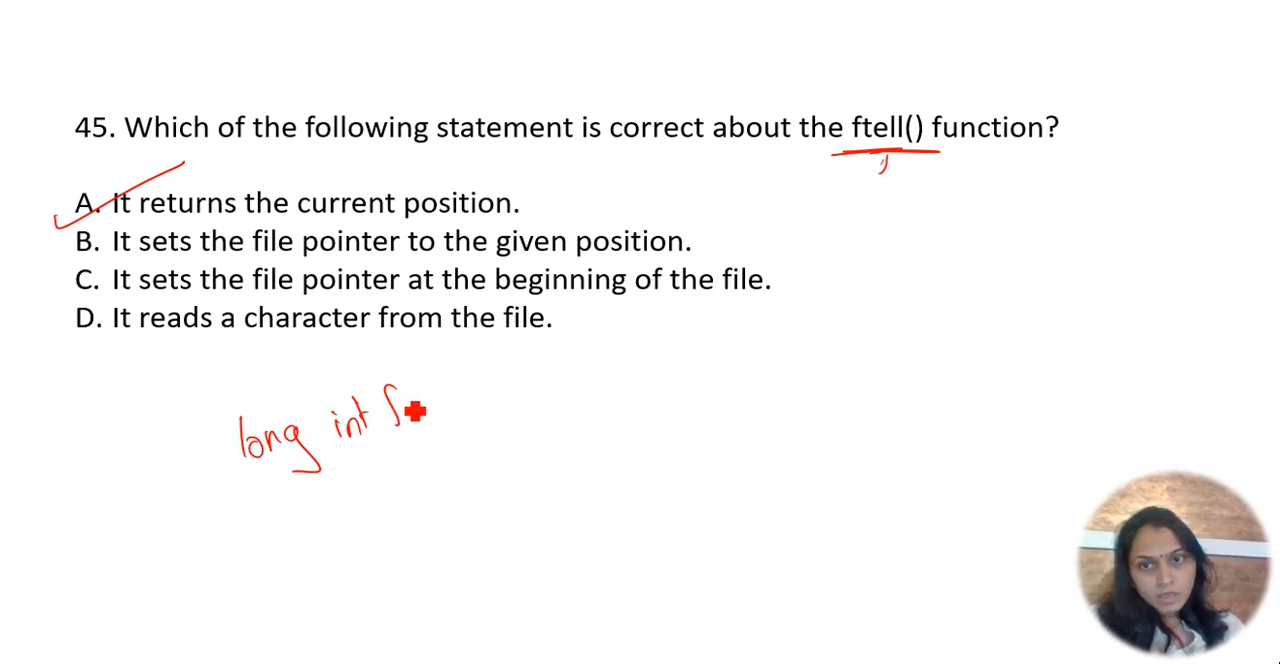 45. Which of the following statement is correct about the ftell() function?
A. It returns the current position.
B. It sets the file pointer to the given position.
C. It sets the file pointer at the beginning of the file.
D. It reads a character from the file.
long int f